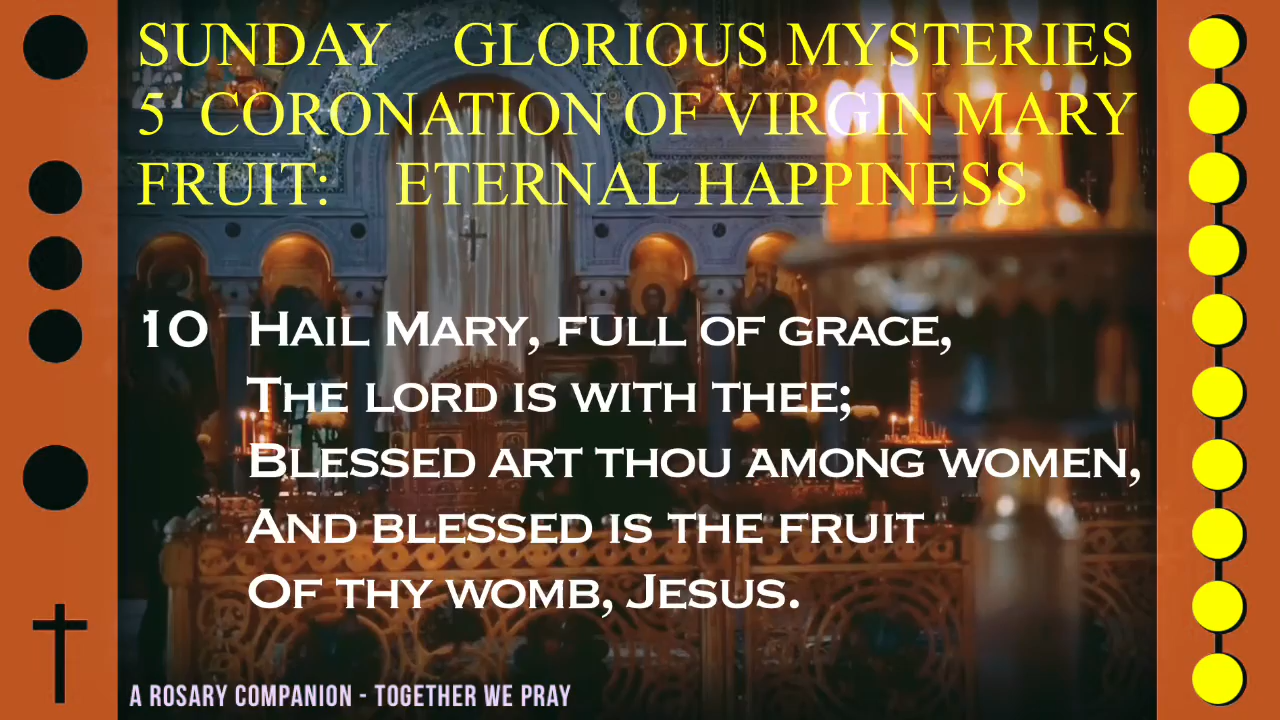 SUNDAY GLORIOUS MYSTERIES
5 CORONATION OF VIRGIN MARY
FRUIT: ETERNAL HAPPINESS
10 HAIL MARY, FULL OF GRACE,
THE LORD IS WITH THEE;
BLESSED ART THOU AMONG WOMEN,
AND BLESSED IS THE FRUIT
OF THY WOMB, JESUS.
A ROSARY COMPANION - TOGETHER WE PRAY